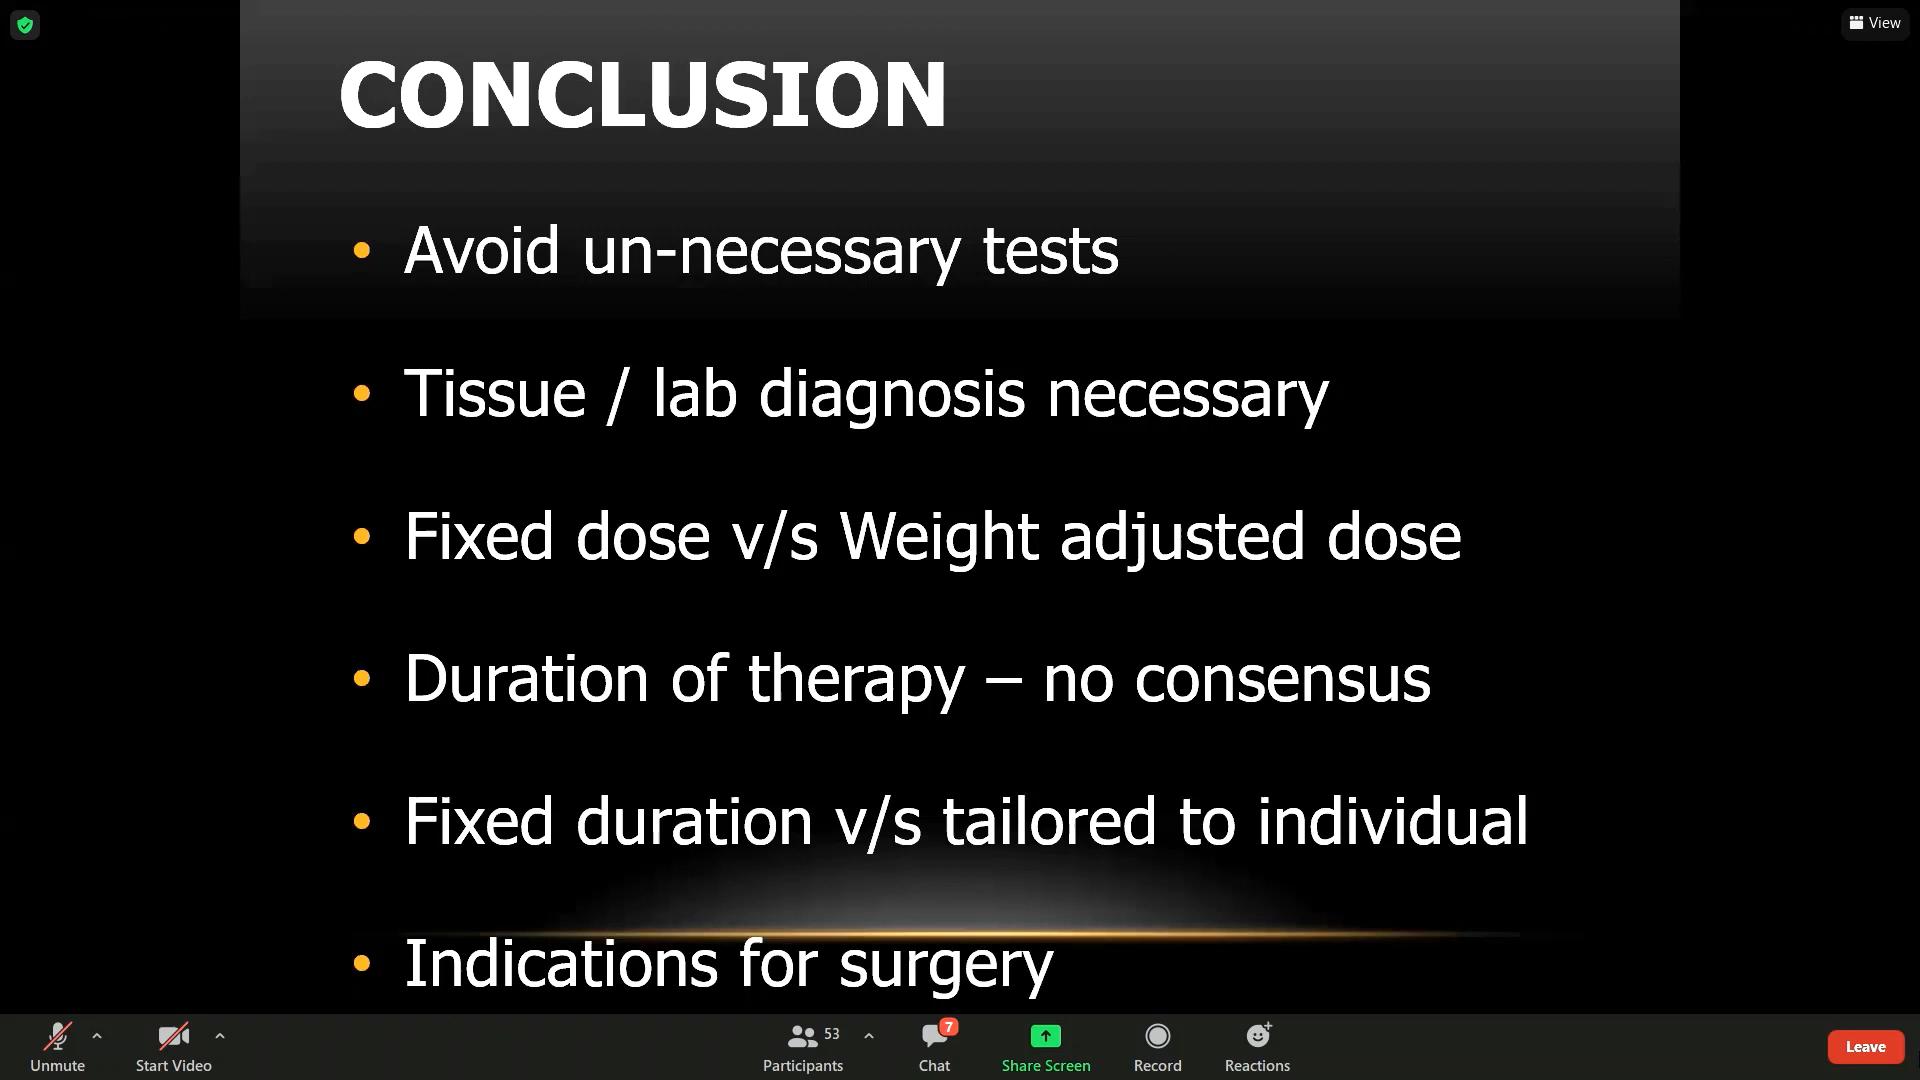 View
CONCLUSION
• Avoid un-necessary tests
• Tissue / lab diagnosis necessary
• Fixed dose v/s Weight adjusted dose
• Duration of therapy – no consensus
• Fixed duration v/s tailored to individual
• Indications for surgery
53
7
Unmute
Start Video
Participants
Chat
Share Screen
Record
Reactions
Leave